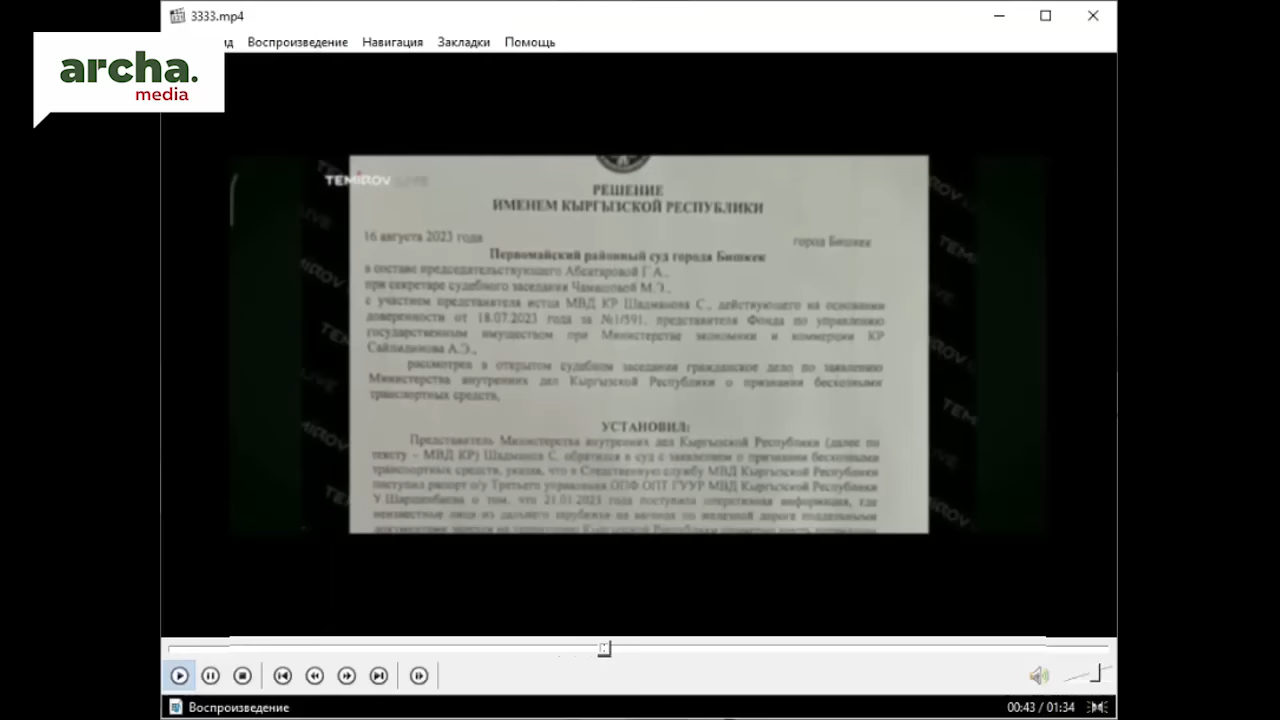 3333.mp4
ид Воспроизведение Навигация Закладки Помощь
archa.
media
TEMIROV LIVE
РЕШЕНИЕ
ИМЕНЕМ КЫРГЫЗСКОЙ РЕСПУБЛИКИ
16 августа 2023 года город Бишкек
Первомайский районный суд города Бишкек
в составе председательствующего Абсатаровой Г.А.,
при секретаре судебного заседания Чамашовой М.Э.,
с участием представителя истца МВД КР Шадманова С., действующего на основании
доверенности от 18.07.2023 года за №1/591, представителя Фонда по управлению
государственным имуществом при Министерстве экономики и коммерции КР
Сайпидинова А.Э.,
рассмотрев в открытом судебном заседании гражданское дело по заявлению
Министерства внутренних дел Кыргызской Республики о признании бесхозными
транспортных средств,
УСТАНОВИЛ:
Представитель Министерства внутренних дел Кыргызской Республики (далее по
тексту – МВД КР) Шадманов С. обратился в суд с заявлением о признании бесхозными
транспортных средств, указав, что в Следственную службу МВД Кыргызской Республики
поступил рапорт о/у Третьего управления ОПФ ОПТ ГУУР МВД Кыргызской Республики
У.Шаршенбаева о том, что 21.01.2023 года поступила оперативная информация, где
неизвестные лица из дальнего зарубежья на вагонах по железной дороге поддельными
Воспроизведение 00:43 / 01:34